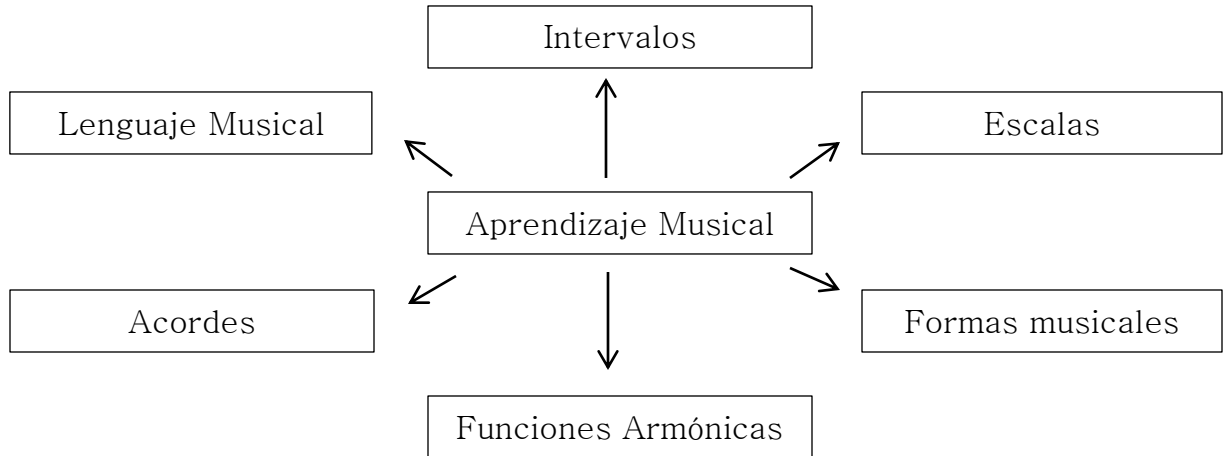 Intervalos
Lenguaje Musical
Escalas
Aprendizaje Musical
Acordes
Formas musicales
Funciones Armónicas